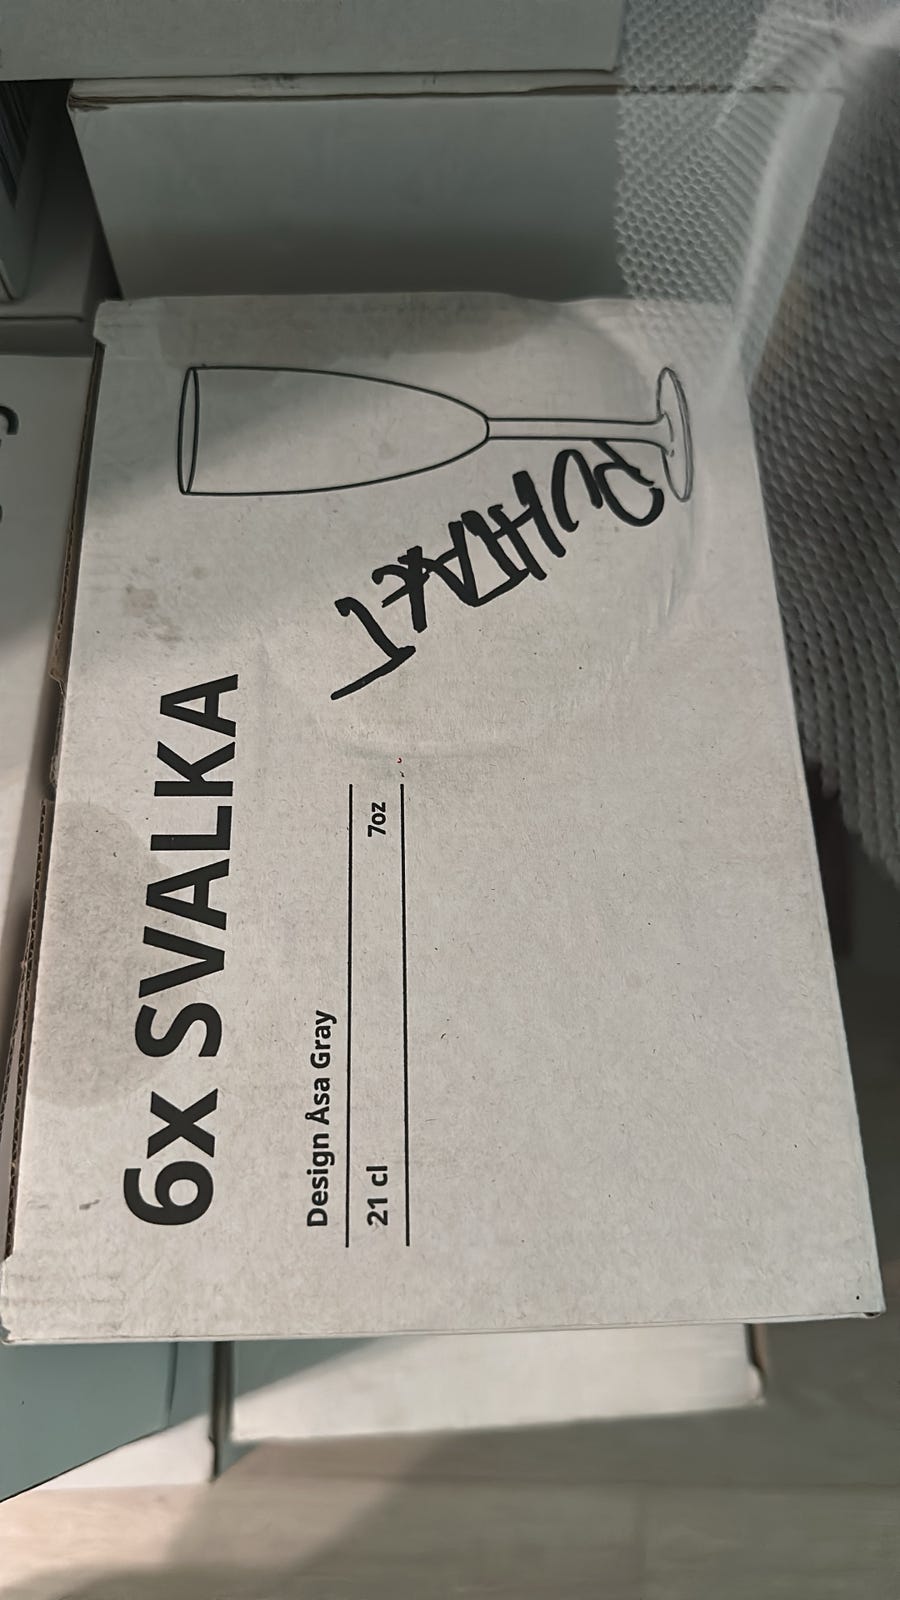 6x SVALKA
Design Åsa Gray
21 cl 7oz